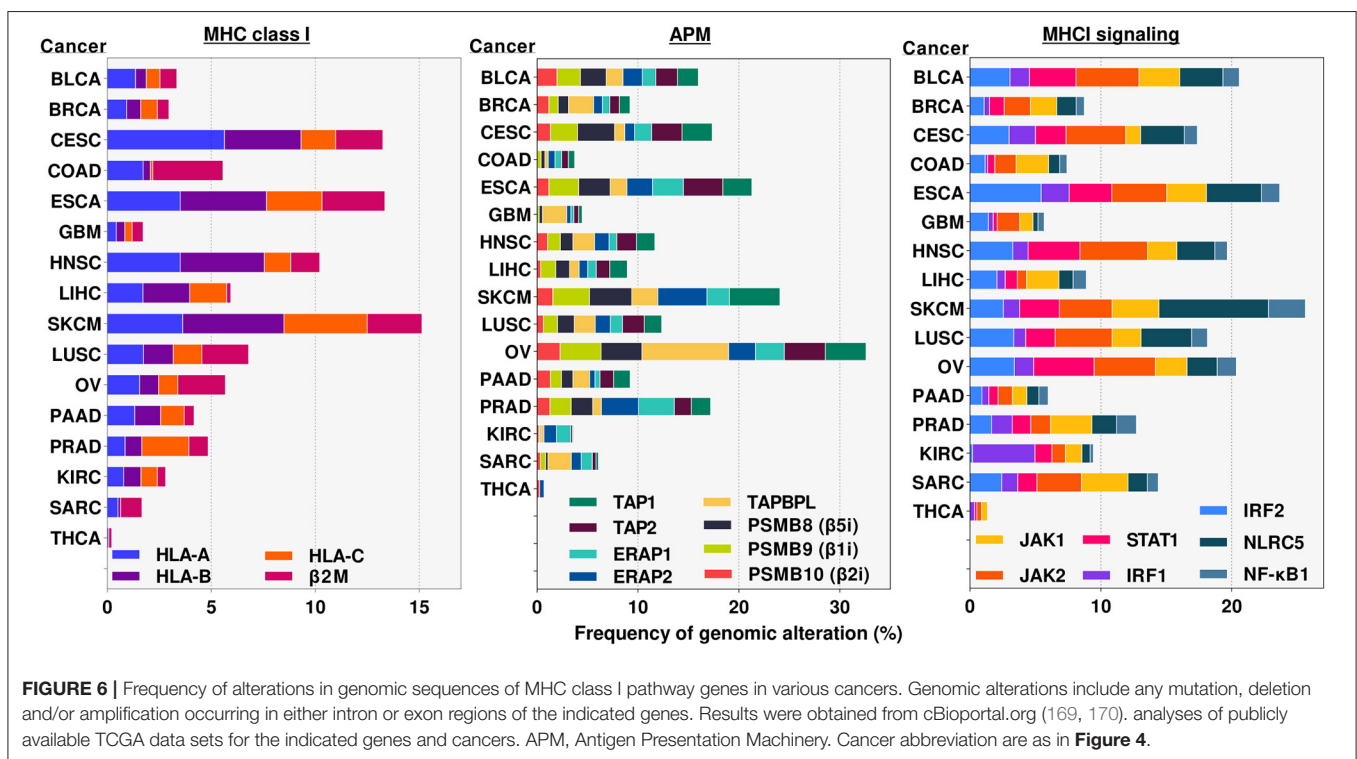 MHC class I
Cancer
BLCA
BRCA
CESC
COAD
ESCA
GBM
HNSC
LIHC
SKCM
LUSC
OV
PAAD
PRAD
KIRC
SARC
THCA
HLA-A
HLA-C
HLA-B
β2M
0
5
10
15
APM
Cancer
BLCA
BRCA
CESC
COAD
ESCA
GBM
HNSC
LIHC
SKCM
LUSC
OV
PAAD
PRAD
KIRC
SARC
THCA
TAP1
TAPBPL
TAP2
PSMB8 (β5i)
ERAP1
PSMB9 (β1i)
ERAP2
PSMB10 (β2i)
0
10
20
30
Frequency of genomic alteration (%)
MHCI signaling
Cancer
BLCA
BRCA
CESC
COAD
ESCA
GBM
HNSC
LIHC
SKCM
LUSC
OV
PAAD
PRAD
KIRC
SARC
THCA
IRF2
JAK1
STAT1
NLRC5
JAK2
IRF1
NF-κB1
0
10
20
FIGURE 6 | Frequency of alterations in genomic sequences of MHC class I pathway genes in various cancers. Genomic alterations include any mutation, deletion
and/or amplification occurring in either intron or exon regions of the indicated genes. Results were obtained from cBioportal.org (169, 170). analyses of publicly
available TCGA data sets for the indicated genes and cancers. APM, Antigen Presentation Machinery. Cancer abbreviation are as in Figure 4.